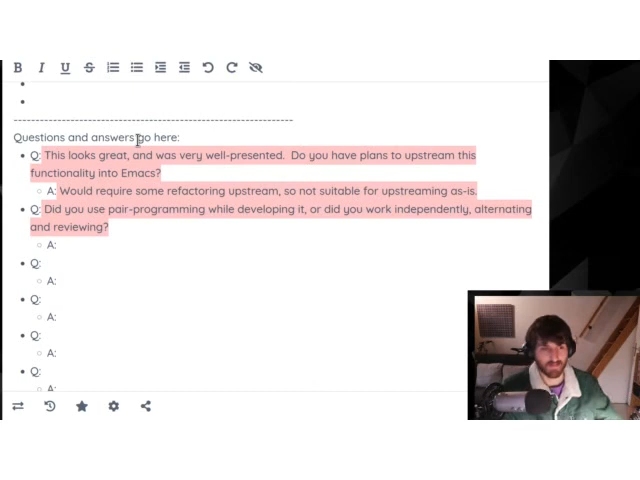 B I U S
------------------------------------------------------------
Questions and answers go here:
Q: This looks great, and was very well-presented. Do you have plans to upstream this
functionality into Emacs?
A: Would require some refactoring upstream, so not suitable for upstreaming as-is.
Q: Did you use pair-programming while developing it, or did you work independently, alternating
and reviewing?
A:
Q:
A:
Q:
A:
Q:
A:
Q:
A: